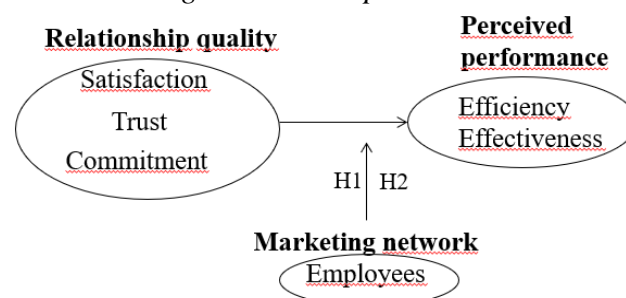 Relationship quality
Satisfaction
Trust
Commitment
Perceived
performance
Efficiency
Effectiveness
H1 H2
Marketing network
Employees